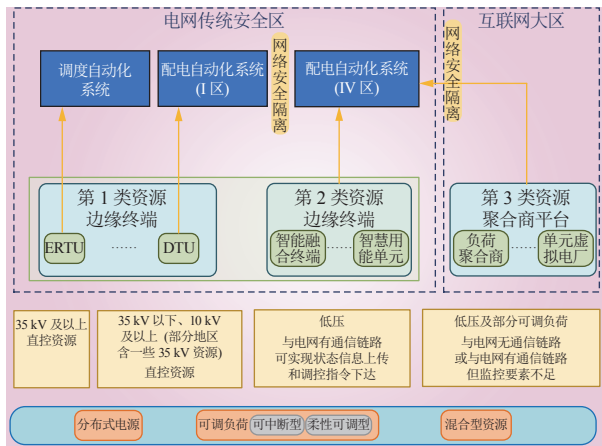 电网传统安全区
互联网大区
调度自动化
系统
配电自动化系统
(I 区)
网络安全隔离
配电自动化系统
(IV 区)
网络安全隔离
第 1 类资源
边缘终端
ERTU
……
DTU
第 2 类资源
边缘终端
智能融
合终端
……
智慧用
能单元
第 3 类资源
聚合商平台
负荷
聚合商
……
单元虚
拟电厂
35 kV 及以上
直控资源
35 kV 以下、10 kV
及以上 (部分地区
含一些 35 kV 资源)
直控资源
低压
与电网有通信链路
可实现状态信息上传
和调控指令下达
低压及部分可调负荷
与电网无通信链路
或与电网有通信链路
但监控要素不足
分布式电源
可调负荷
可中断型
柔性可调型
混合型资源